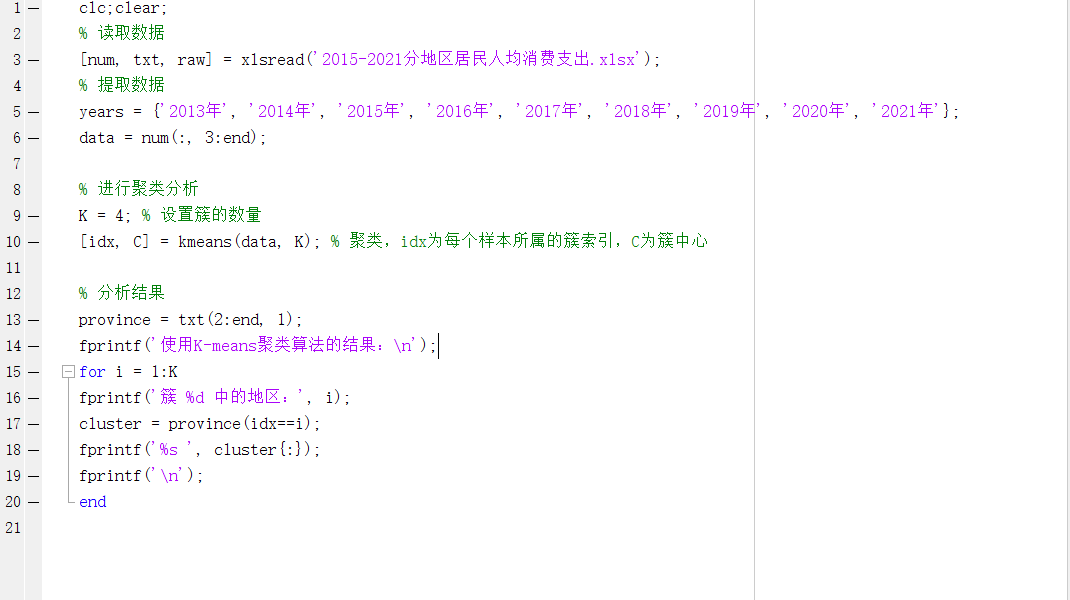 1 clc;clear;
2 % 读取数据
3 [num, txt, raw] = xlsread('2015-2021分地区居民人均消费支出.xlsx');
4 % 提取数据
5 years = {'2013年', '2014年', '2015年', '2016年', '2017年', '2018年', '2019年', '2020年', '2021年'};
6 data = num(:, 3:end);
7
8 % 进行聚类分析
9 K = 4; % 设置簇的数量
10 [idx, C] = kmeans(data, K); % 聚类，idx为每个样本所属的簇索引，C为簇中心
11
12 % 分析结果
13 province = txt(2:end, 1);
14 fprintf('使用K-means聚类算法的结果：\n');
15 for i = 1:K
16 fprintf('簇 %d 中的地区：', i);
17 cluster = province(idx==i);
18 fprintf('%s ', cluster{:});
19 fprintf('\n');
20 end
21